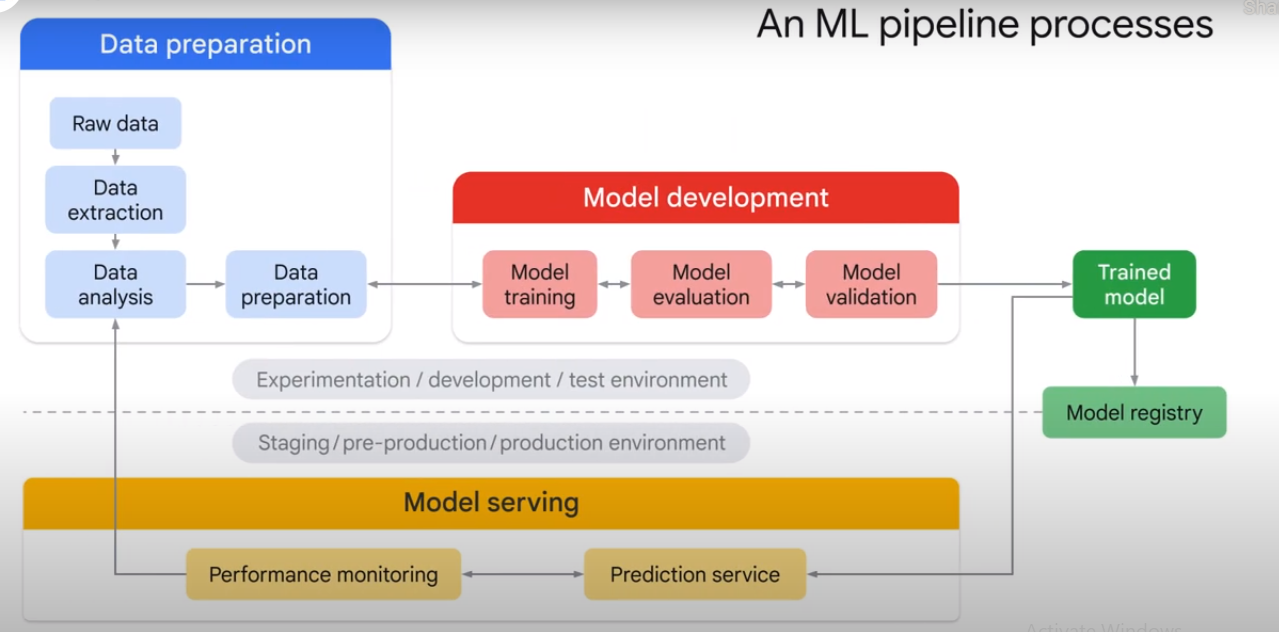 Sha
An ML pipeline processes
Data preparation
Raw data
Data
extraction
Data
analysis
Data
preparation
Model development
Model
training
Model
evaluation
Model
validation
Trained
model
Experimentation / development / test environment
Model registry
Staging / pre-production / production environment
Model serving
Performance monitoring
Prediction service
Activate Windows